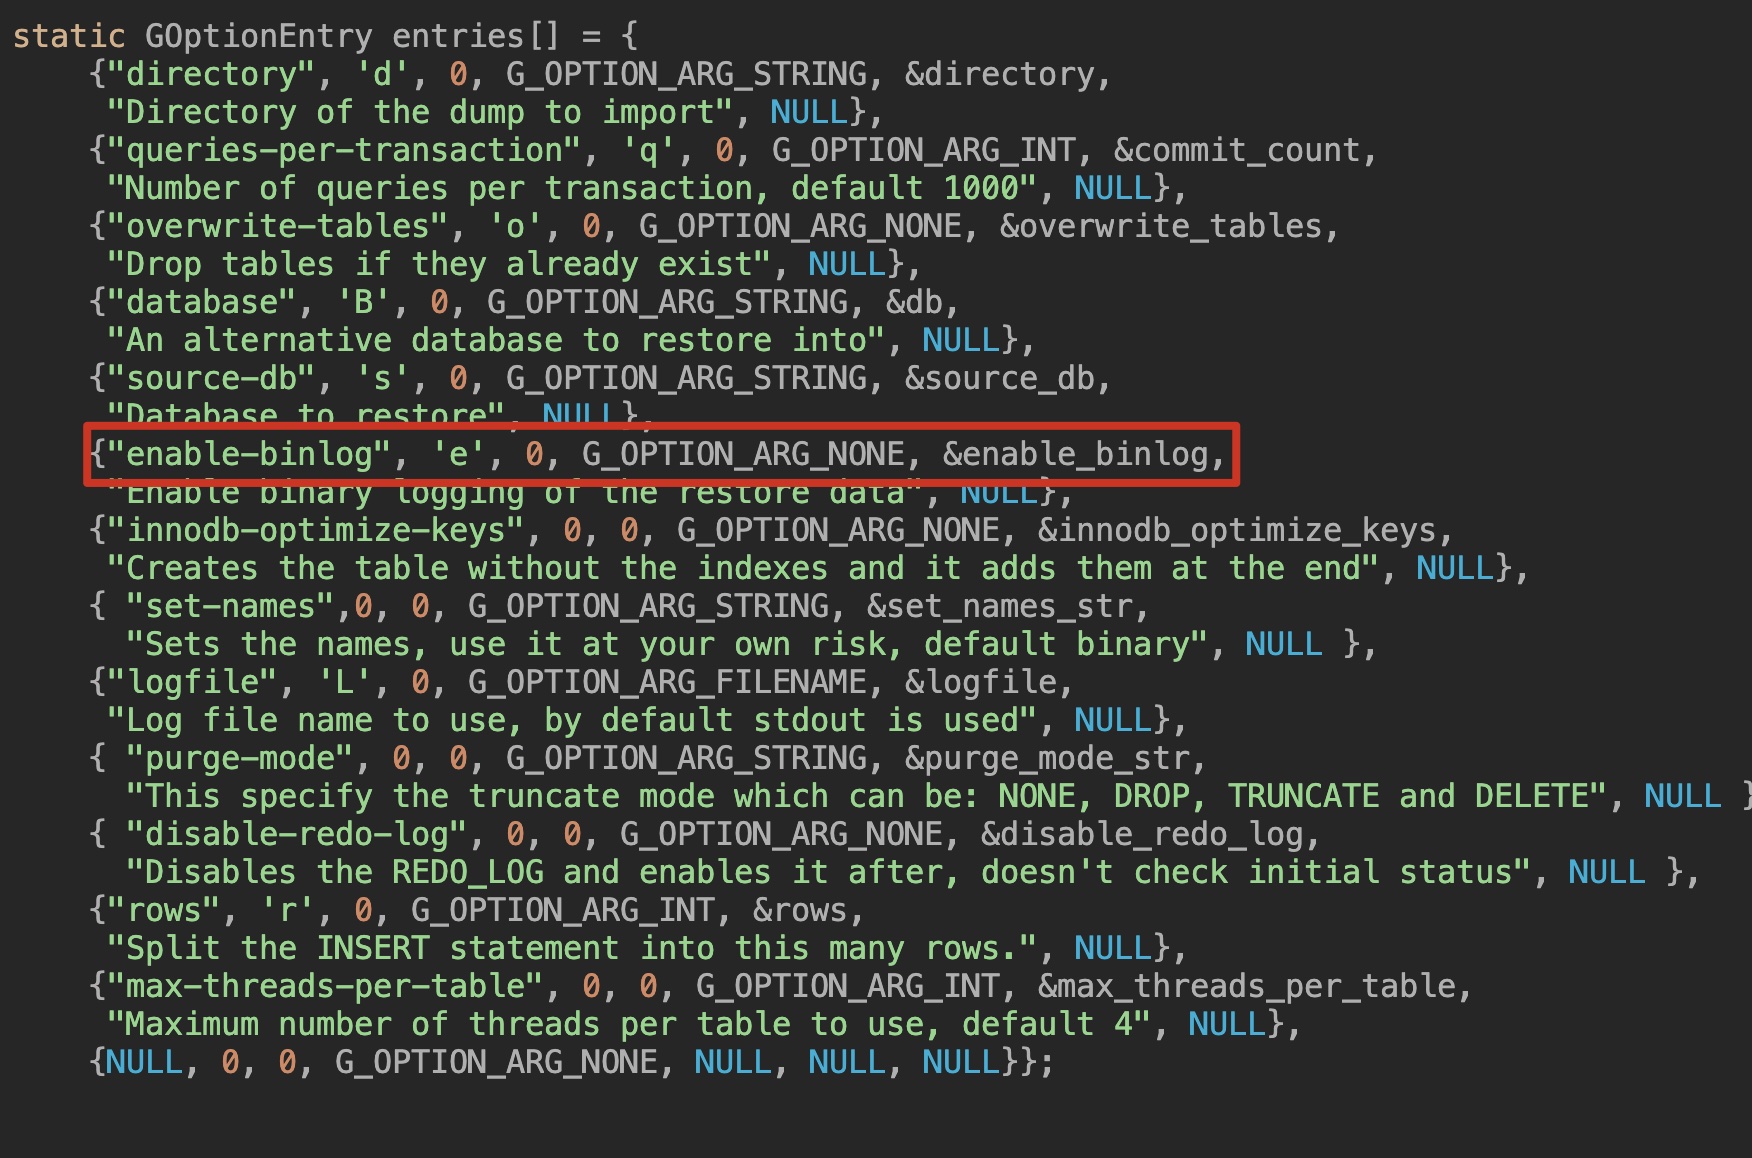 static GOptionEntry entries[] = {
    {"directory", 'd', 0, G_OPTION_ARG_STRING, &directory,
     "Directory of the dump to import", NULL},
    {"queries-per-transaction", 'q', 0, G_OPTION_ARG_INT, &commit_count,
     "Number of queries per transaction, default 1000", NULL},
    {"overwrite-tables", 'o', 0, G_OPTION_ARG_NONE, &overwrite_tables,
     "Drop tables if they already exist", NULL},
    {"database", 'B', 0, G_OPTION_ARG_STRING, &db,
     "An alternative database to restore into", NULL},
    {"source-db", 's', 0, G_OPTION_ARG_STRING, &source_db,
     "Database to restore", NULL},
    {"enable-binlog", 'e', 0, G_OPTION_ARG_NONE, &enable_binlog,
     "Enable binary logging of the restore data", NULL},
    {"innodb-optimize-keys", 0, 0, G_OPTION_ARG_NONE, &innodb_optimize_keys,
     "Creates the table without the indexes and it adds them at the end", NULL},
    { "set-names",0, 0, G_OPTION_ARG_STRING, &set_names_str,
      "Sets the names, use it at your own risk, default binary", NULL },
    {"logfile", 'L', 0, G_OPTION_ARG_FILENAME, &logfile,
     "Log file name to use, by default stdout is used", NULL},
    { "purge-mode", 0, 0, G_OPTION_ARG_STRING, &purge_mode_str,
      "This specify the truncate mode which can be: NONE, DROP, TRUNCATE and DELETE", NULL }
    { "disable-redo-log", 0, 0, G_OPTION_ARG_NONE, &disable_redo_log,
      "Disables the REDO_LOG and enables it after, doesn't check initial status", NULL },
    {"rows", 'r', 0, G_OPTION_ARG_INT, &rows,
     "Split the INSERT statement into this many rows.", NULL},
    {"max-threads-per-table", 0, 0, G_OPTION_ARG_INT, &max_threads_per_table,
     "Maximum number of threads per table to use, default 4", NULL},
    {NULL, 0, 0, G_OPTION_ARG_NONE, NULL, NULL, NULL}};